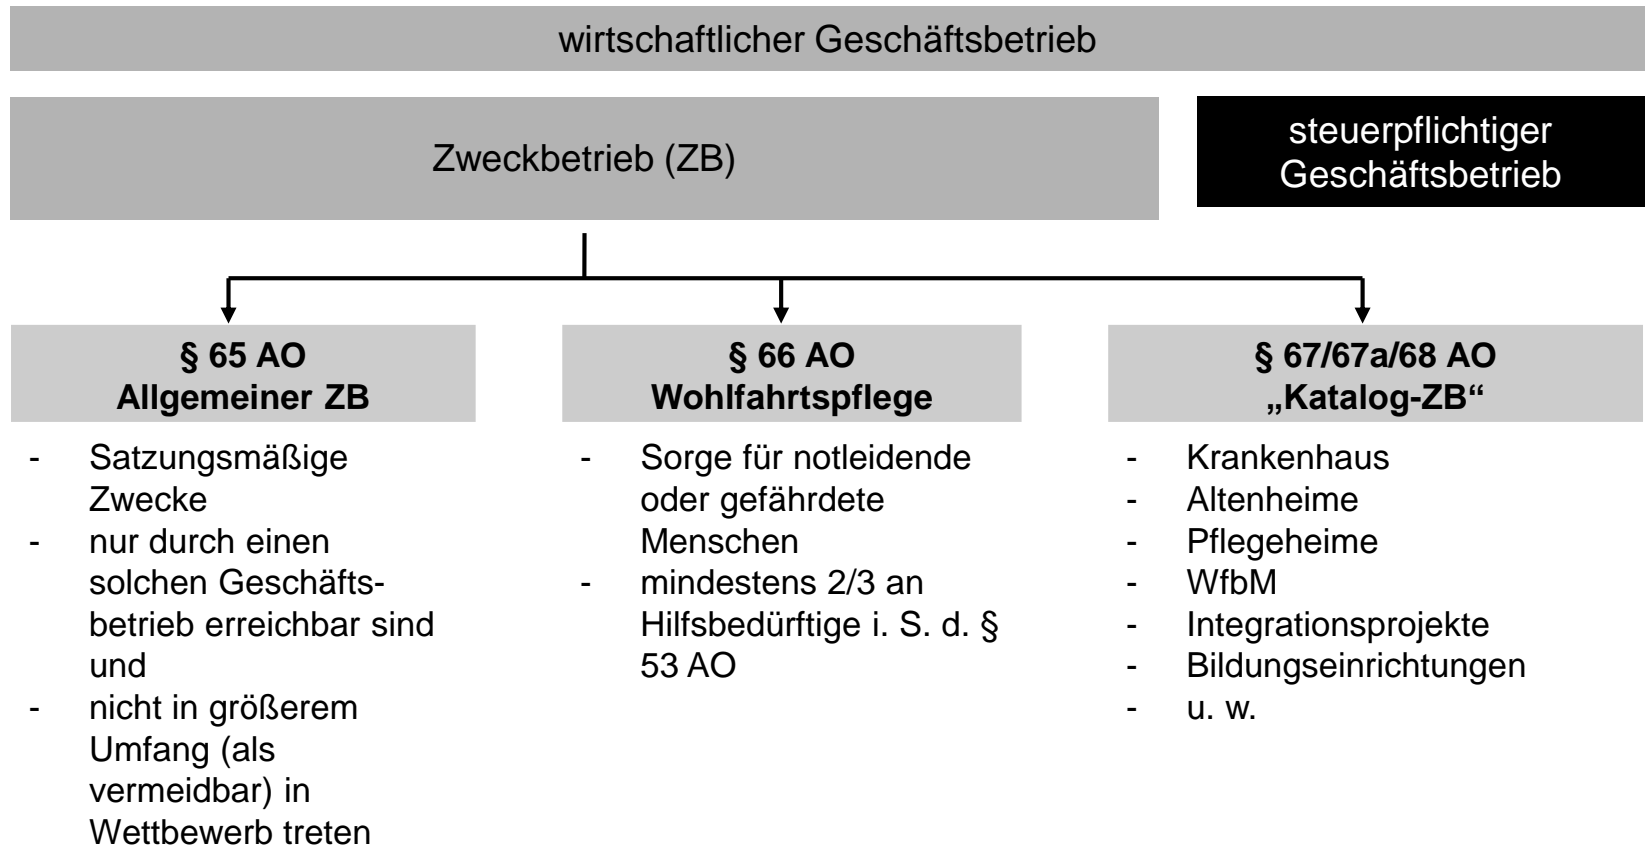 wirtschaftlicher Geschäftsbetrieb
Zweckbetrieb (ZB)
steuerpflichtiger
Geschäftsbetrieb
§ 65 AO
Allgemeiner ZB
- Satzungsmäßige
Zwecke
- nur durch einen
solchen Geschäfts-
betrieb erreichbar sind
und
- nicht in größerem
Umfang (als
vermeidbar) in
Wettbewerb treten
§ 66 AO
Wohlfahrtspflege
- Sorge für notleidende
oder gefährdete
Menschen
- mindestens 2/3 an
Hilfsbedürftige i. S. d. §
53 AO
§ 67/67a/68 AO
„Katalog-ZB“
- Krankenhaus
- Altenheime
- Pflegeheime
- WfbM
- Integrationsprojekte
- Bildungseinrichtungen
- u. w.